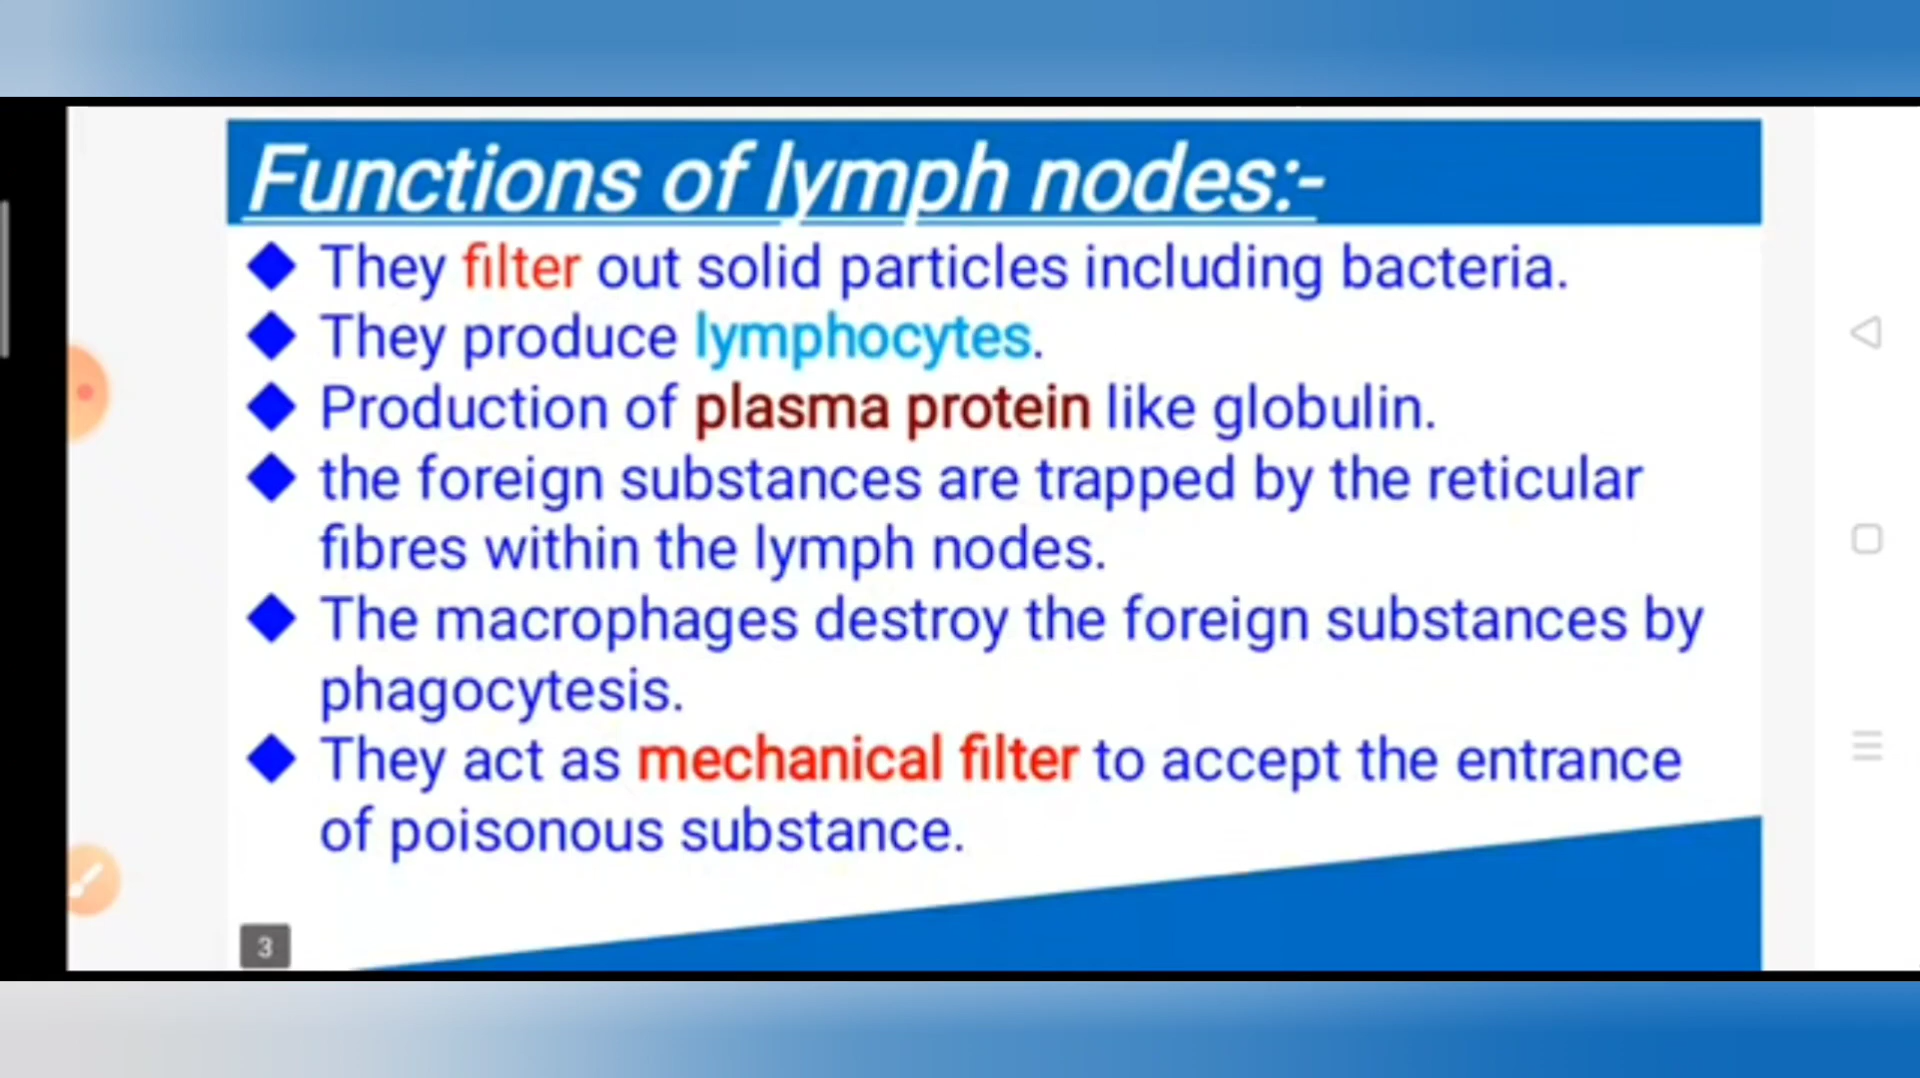 Functions of lymph nodes:-
They filter out solid particles including bacteria.
They produce lymphocytes.
Production of plasma protein like globulin.
the foreign substances are trapped by the reticular
fibres within the lymph nodes.
The macrophages destroy the foreign substances by
phagocytesis.
They act as mechanical filter to accept the entrance
of poisonous substance.
3